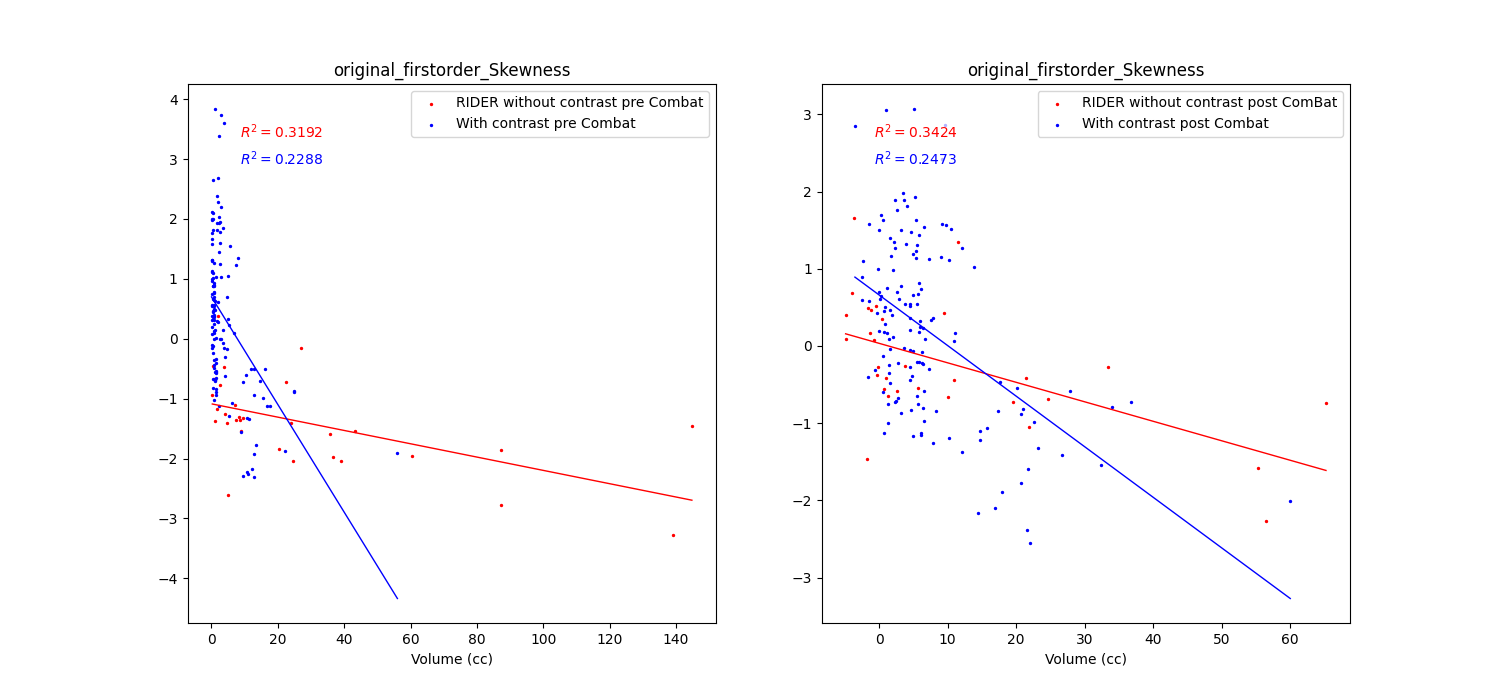 original_firstorder_Skewness
RIDER without contrast pre Combat
With contrast pre Combat
R² = 0.3192
R² = 0.2288
4
3
2
1
0
−1
−2
−3
−4
0 20 40 60 80 100 120 140
Volume (cc)
original_firstorder_Skewness
RIDER without contrast post ComBat
With contrast post Combat
R² = 0.3424
R² = 0.2473
3
2
1
0
−1
−2
−3
0 10 20 30 40 50 60
Volume (cc)